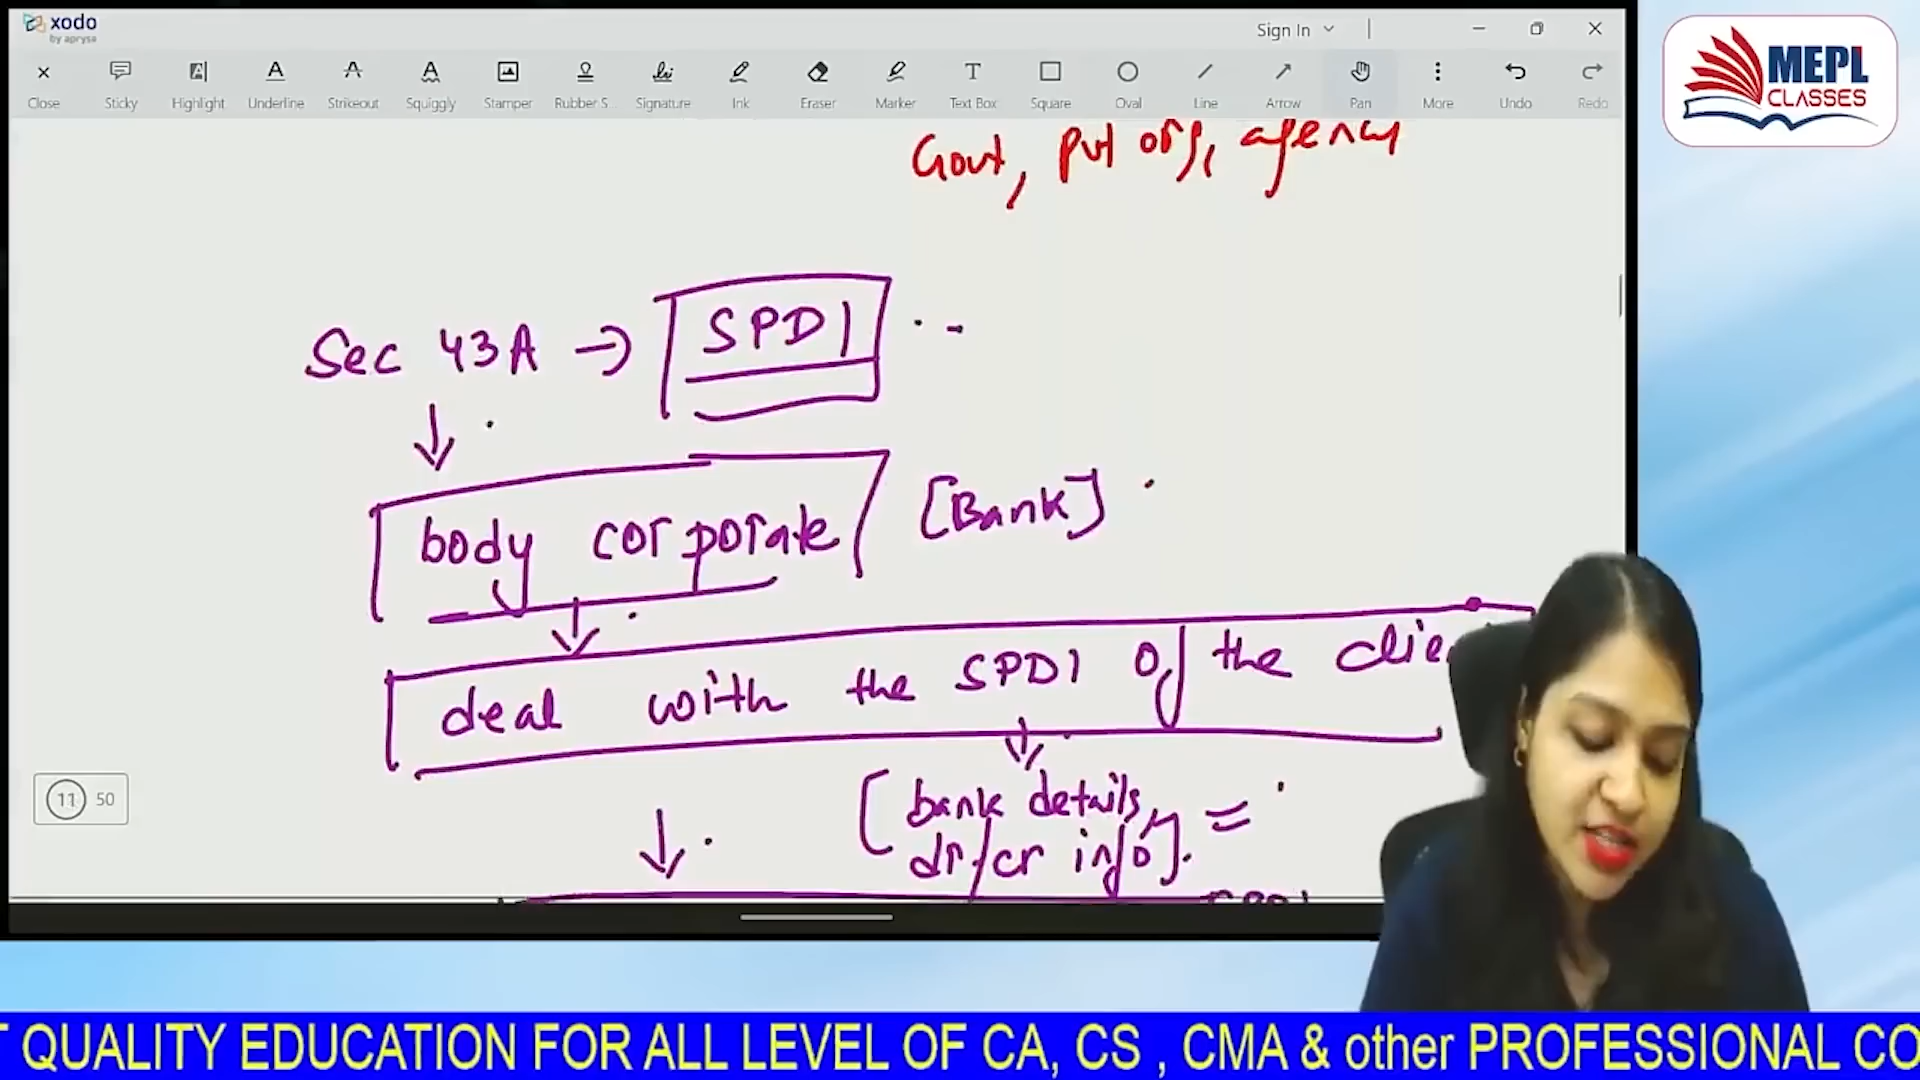 xodo
by apryse
Sign In
Close Sticky Highlight Underline Strikeout Squiggly Stamper Rubber S... Signature Ink Eraser Marker Text Box Square Oval Line Arrow Pan More Undo Redo
MEPL
CLASSES
Govt, Pvt org, agency
Sec 43A → SPDI
body corporate [Bank]
deal with the SPDI of the clie
[bank details,
dr/cr info].
11 50
T QUALITY EDUCATION FOR ALL LEVEL OF CA, CS , CMA & other PROFESSIONAL CO